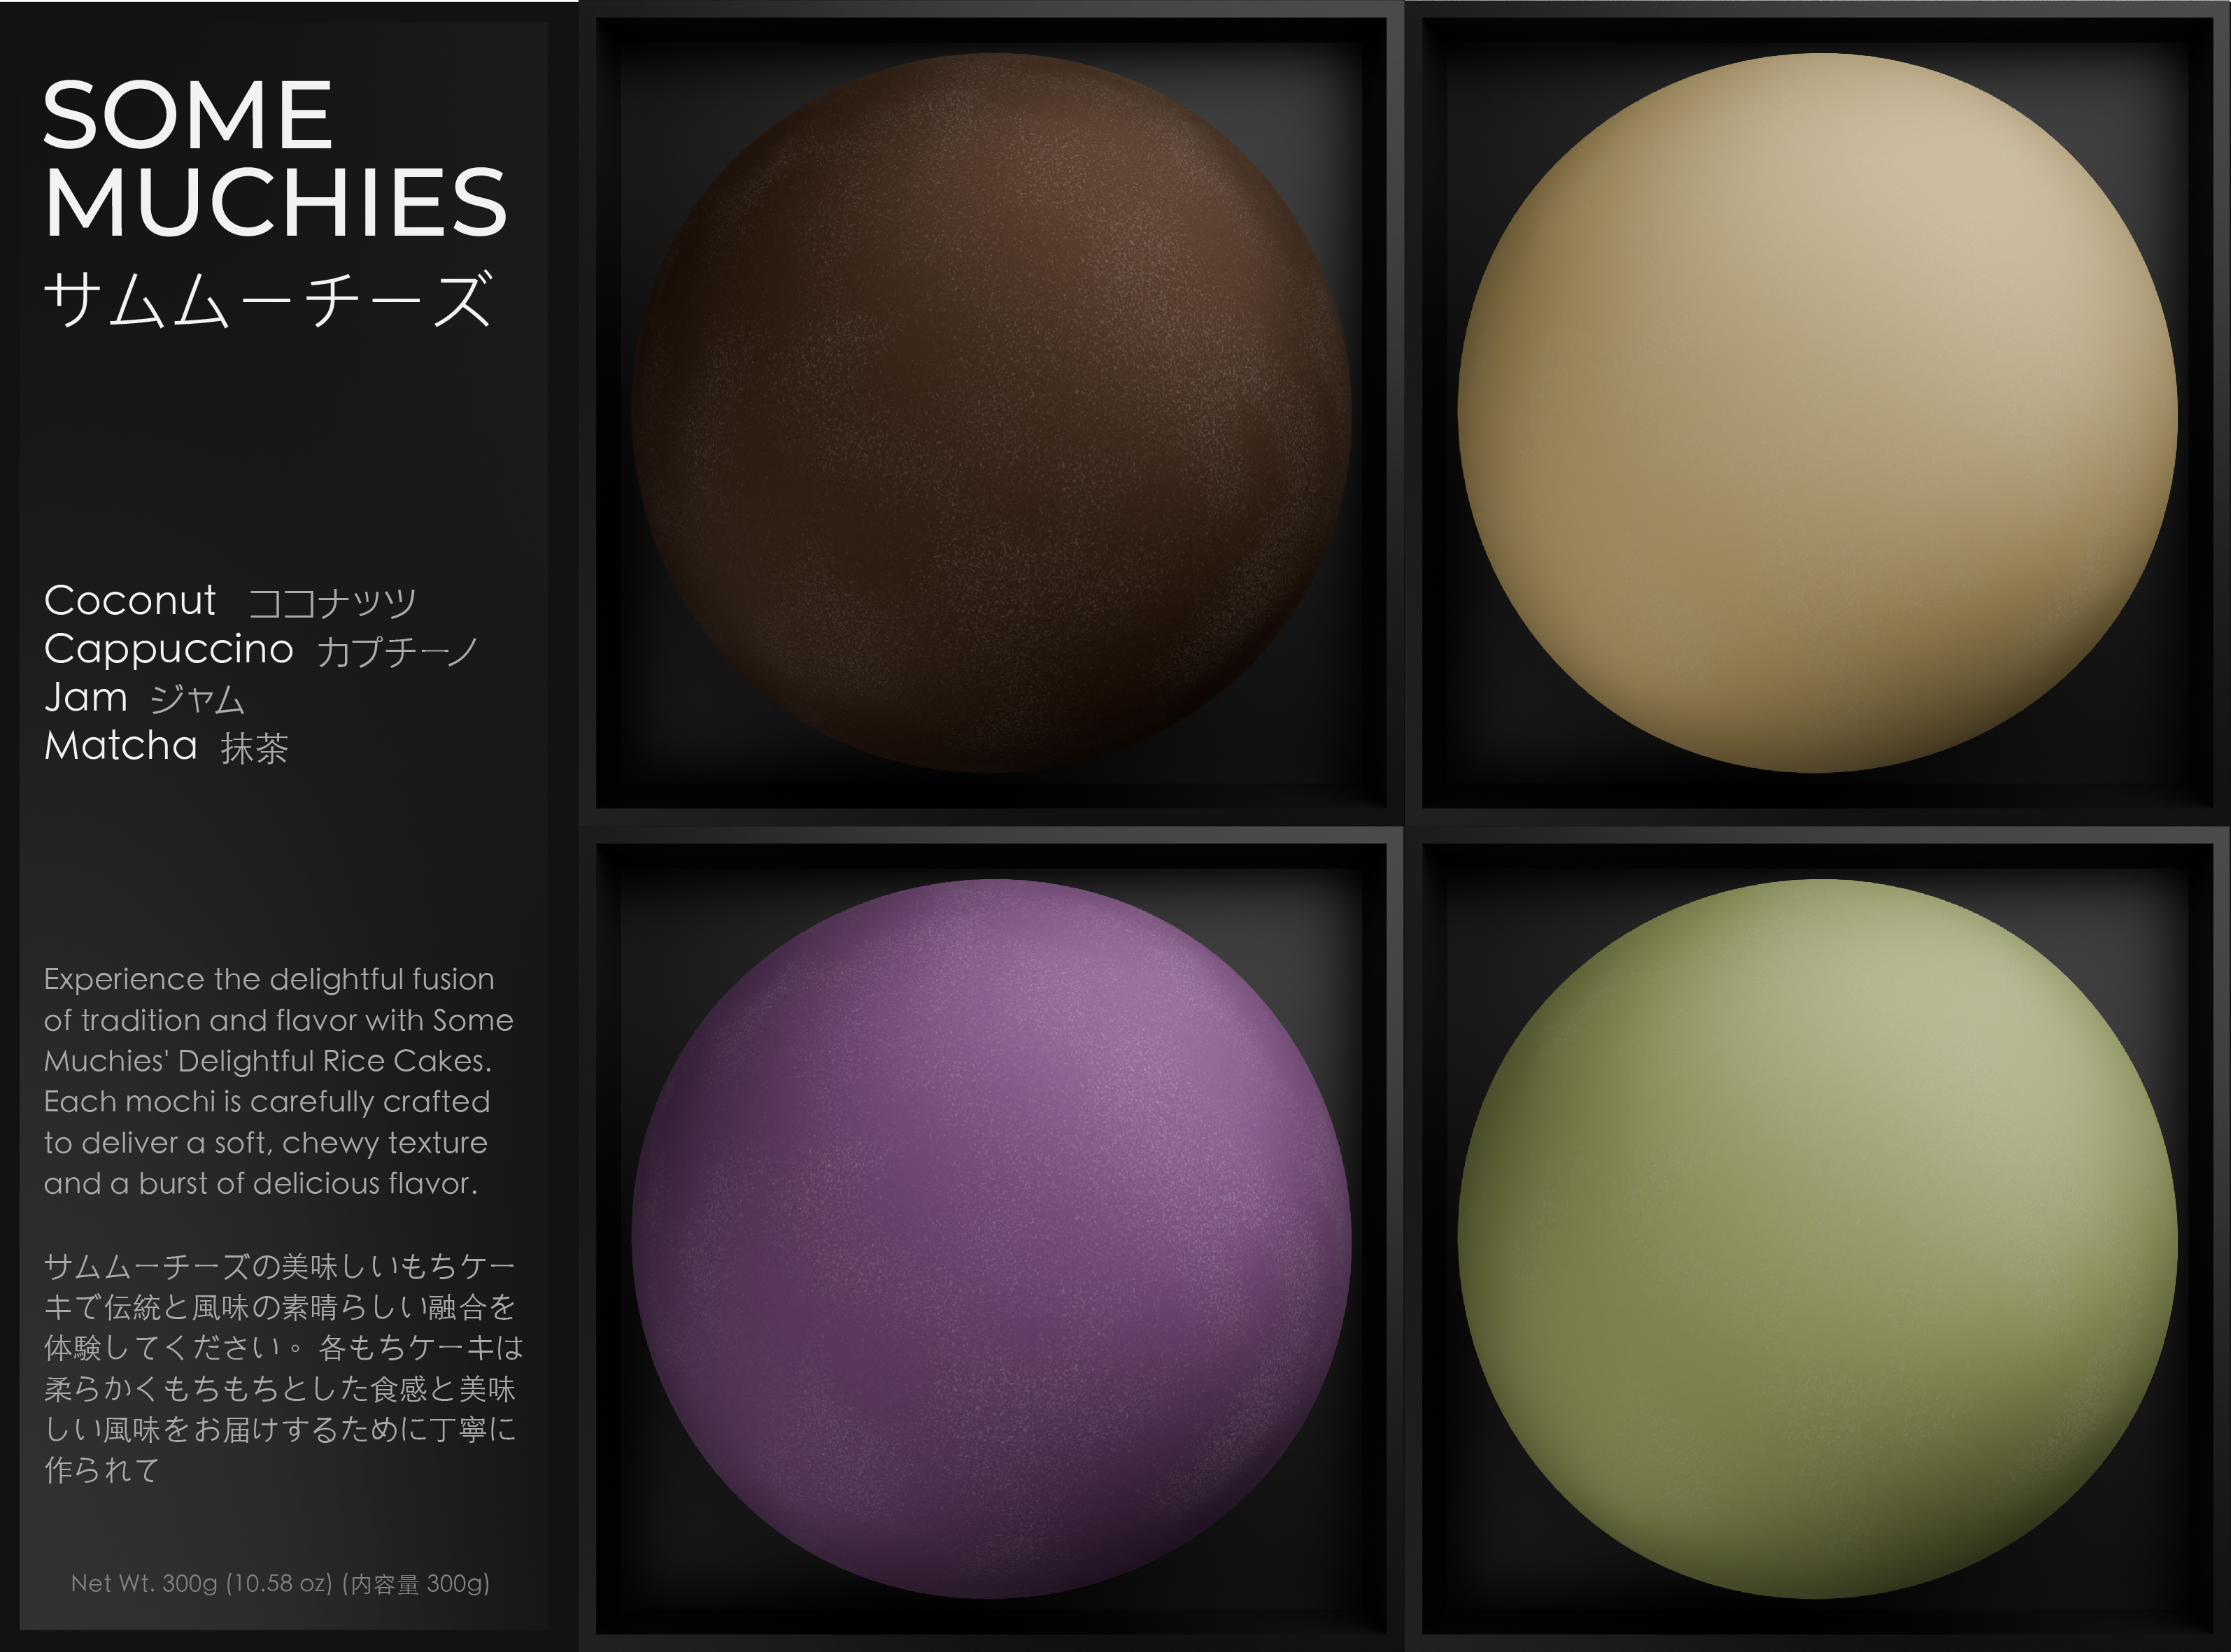 SOME
MUCHIES
サムムーチーズ
Coconut ココナッツ
Cappuccino カプチーノ
Jam ジャム
Matcha 抹茶
Experience the delightful fusion
of tradition and flavor with Some
Muchies' Delightful Rice Cakes.
Each mochi is carefully crafted
to deliver a soft, chewy texture
and a burst of delicious flavor.
サムムーチーズの美味しいもちケー
キで伝統と風味の素晴らしい融合を
体験してください。 各もちケーキは
柔らかくもちもちとした食感と美味
しい風味をお届けするために丁寧に
作られて
Net Wt. 300g (10.58 oz) (内容量 300g)